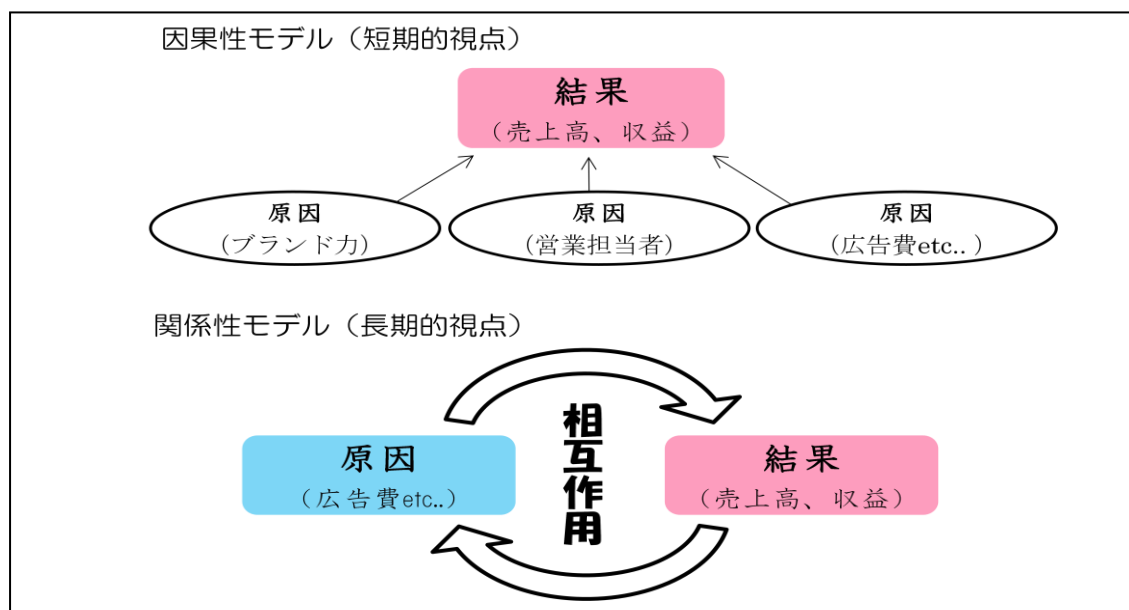 因果性モデル（短期的視点）
結果
（売上高、収益）
原因
(ブランド力)
原因
(営業担当者)
原因
(広告費etc..)
関係性モデル（長期的視点）
相互作用
原因
(広告費etc..)
結果
（売上高、収益）